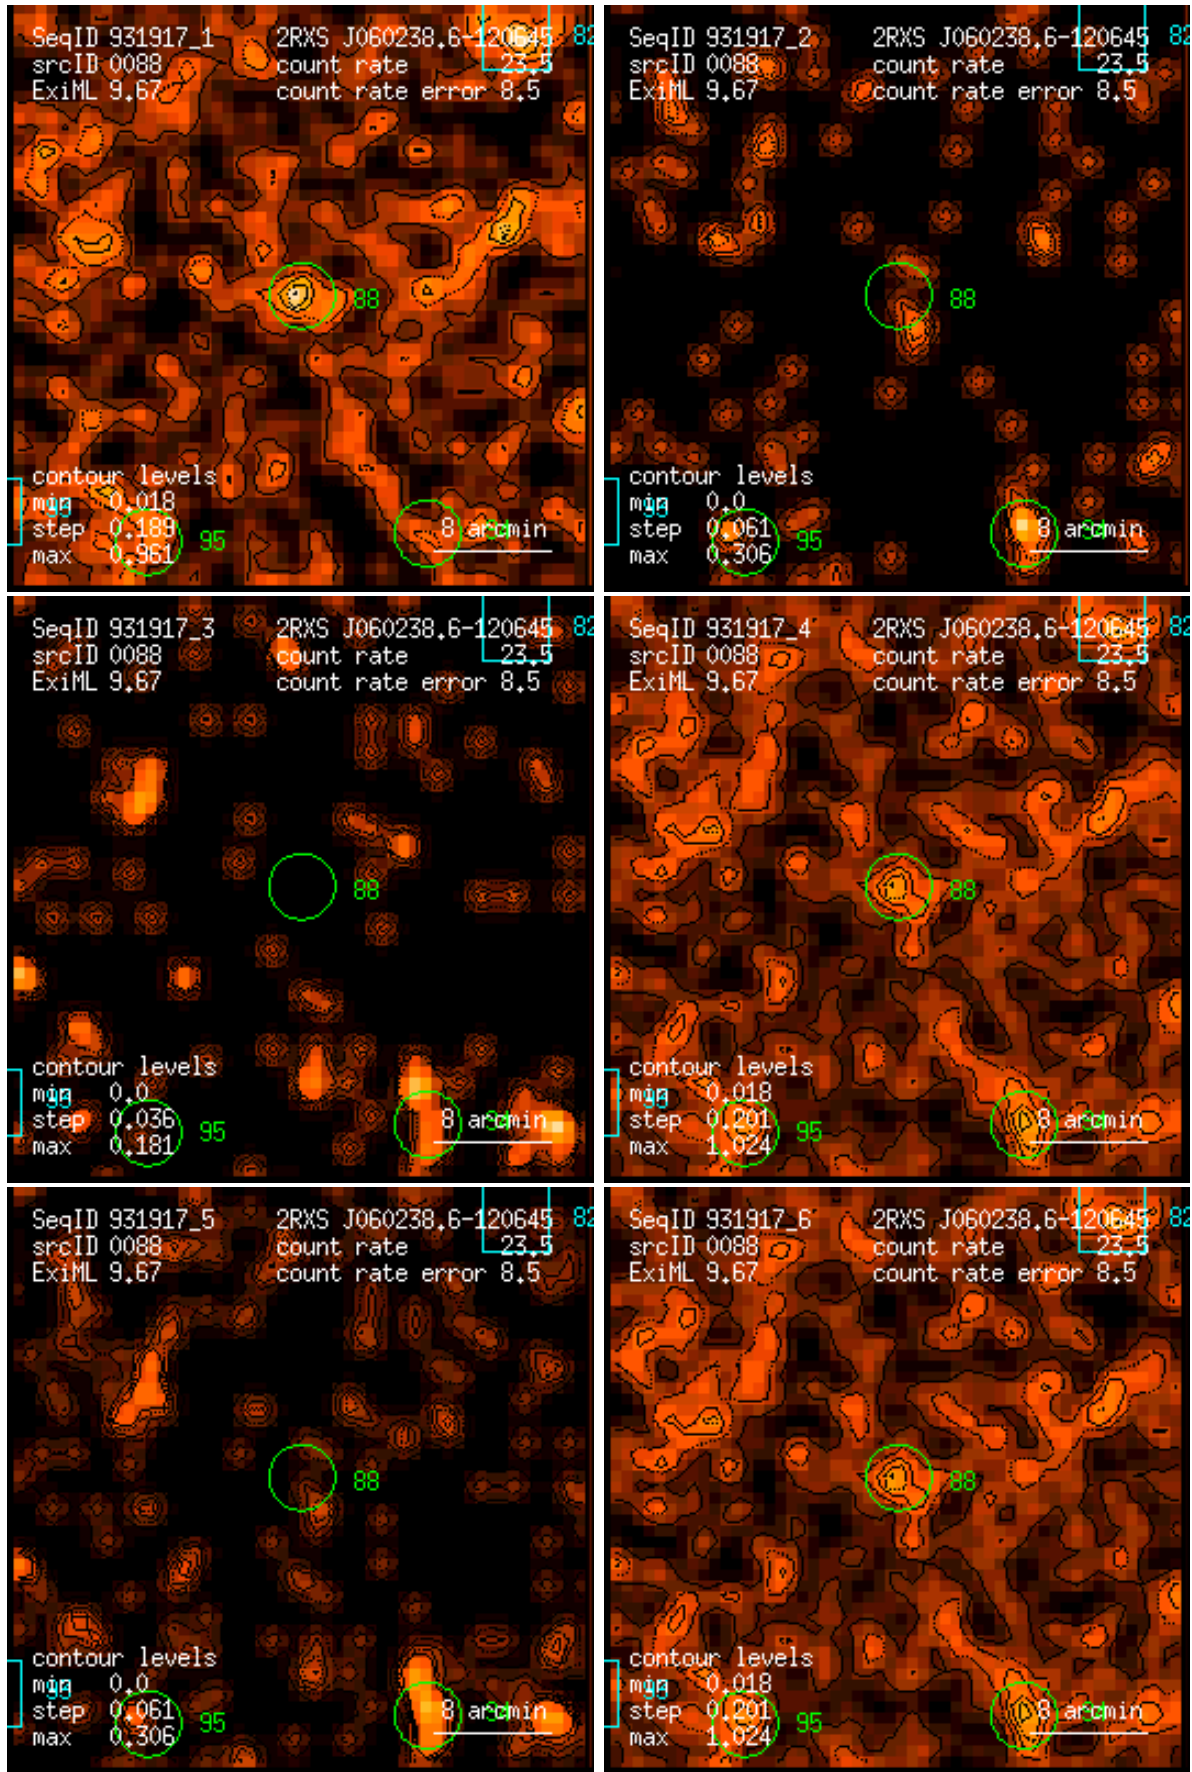 SeqID 931917_1 2RXS J060238.6-120645 82
srcID 0088 count rate 23.5
ExiML 9.67 count rate error 8.5
88
contour levels
min 0.018
step 0.189 95 8 arcmin
max 0.961
SeqID 931917_2 2RXS J060238.6-120645 82
srcID 0088 count rate 23.5
ExiML 9.67 count rate error 8.5
88
contour levels
min 0.0
step 0.061 95 8 arcmin
max 0.306
SeqID 931917_3 2RXS J060238.6-120645 82
srcID 0088 count rate 23.5
ExiML 9.67 count rate error 8.5
88
contour levels
min 0.0
step 0.036 95 8 arcmin
max 0.181
SeqID 931917_4 2RXS J060238.6-120645 82
srcID 0088 count rate 23.5
ExiML 9.67 count rate error 8.5
88
contour levels
min 0.018
step 0.201 95 8 arcmin
max 1.024
SeqID 931917_5 2RXS J060238.6-120645 82
srcID 0088 count rate 23.5
ExiML 9.67 count rate error 8.5
88
contour levels
min 0.0
step 0.061 95 8 arcmin
max 0.306
SeqID 931917_6 2RXS J060238.6-120645 82
srcID 0088 count rate 23.5
ExiML 9.67 count rate error 8.5
88
contour levels
min 0.018
step 0.201 95 8 arcmin
max 1.024